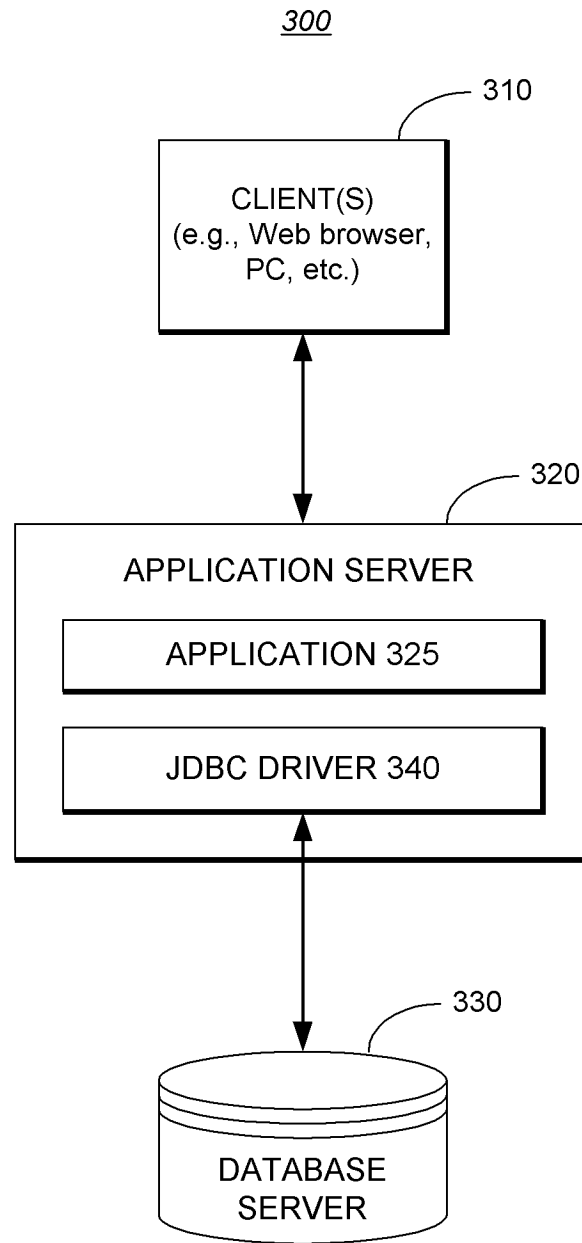 300
310
CLIENT(S)
(e.g., Web browser,
PC, etc.)
320
APPLICATION SERVER
APPLICATION 325
JDBC DRIVER 340
330
DATABASE
SERVER